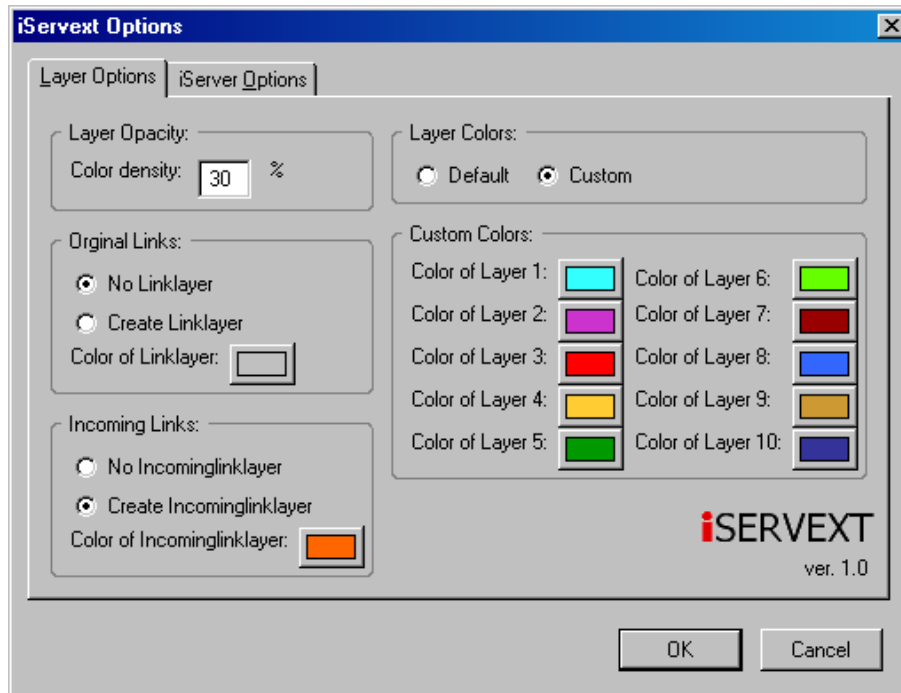 iServext Options
Layer Options
iServer Options
Layer Opacity:
Color density: 30 %
Orginal Links:
No Linklayer
Create Linklayer
Color of Linklayer:
Incoming Links:
No Incominglinklayer
Create Incominglinklayer
Color of Incominglinklayer:
Layer Colors:
Default Custom
Custom Colors:
Color of Layer 1:
Color of Layer 2:
Color of Layer 3:
Color of Layer 4:
Color of Layer 5:
Color of Layer 6:
Color of Layer 7:
Color of Layer 8:
Color of Layer 9:
Color of Layer 10:
iSERVEXT
ver. 1.0
OK
Cancel